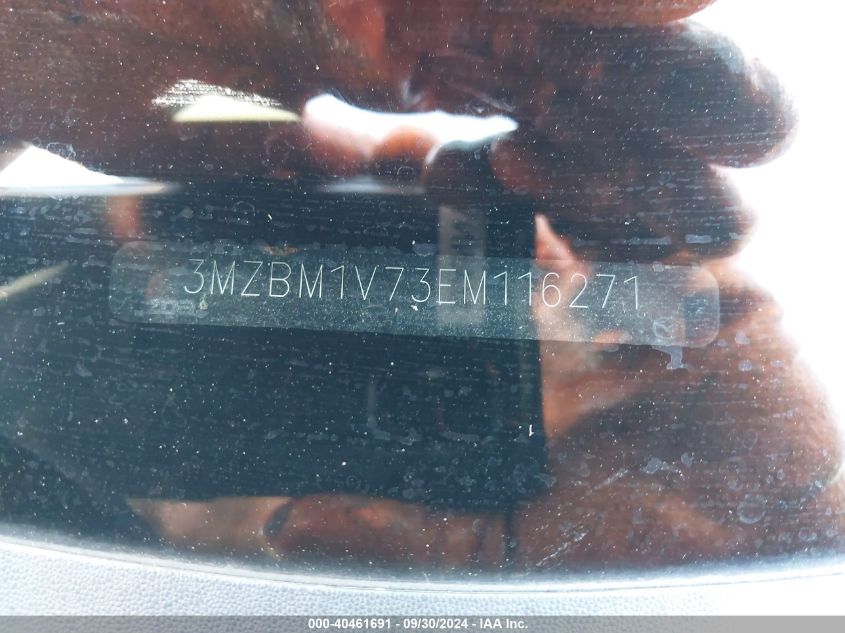 3MZBM1V73EM116271
000-40461691 - 09/30/2024 - IAA Inc.